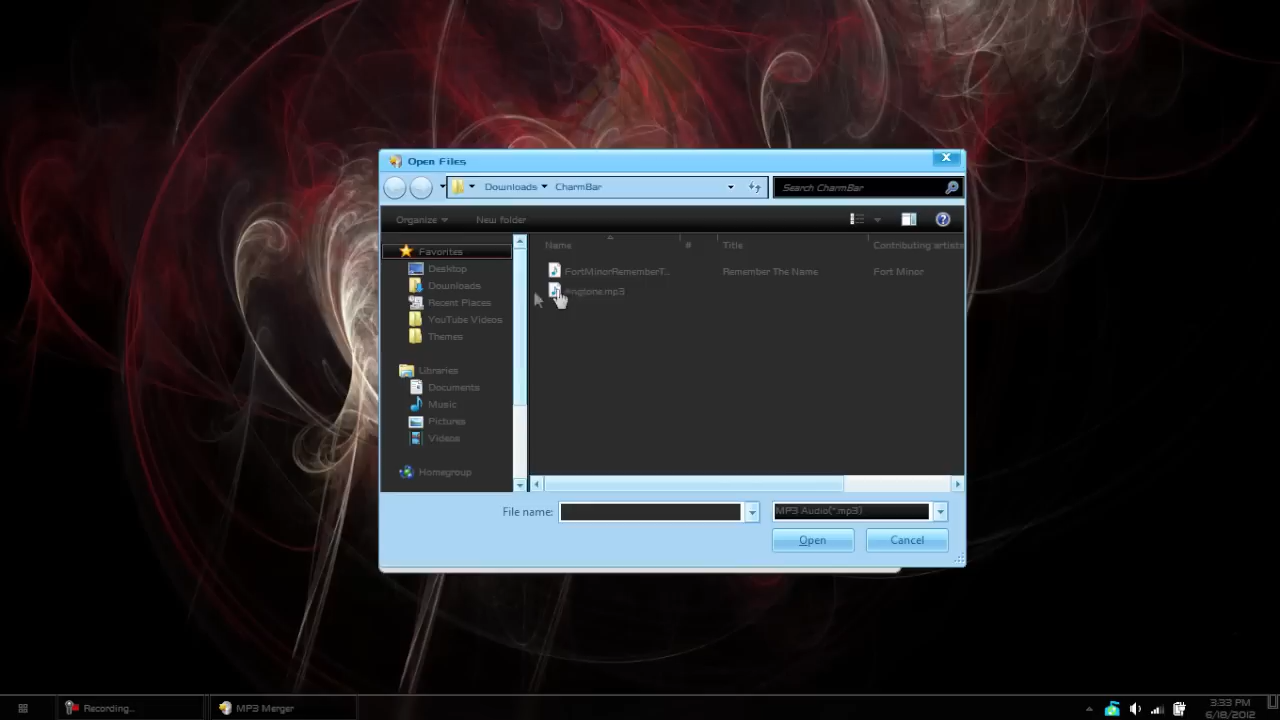 Open Files
Downloads CharmBar
Search CharmBar
Organize New folder
Name # Title Contributing artists
Favorites
Desktop
Downloads
Recent Places
YouTube Videos
Themes
Libraries
Documents
Music
Pictures
Videos
Homegroup
FortMinorRememberT... Remember The Name Fort Minor
ringtone.mp3
File name:
MP3 Audio(*.mp3)
Open Cancel
Recording...
MP3 Merger
3:33 PM
6/18/2012